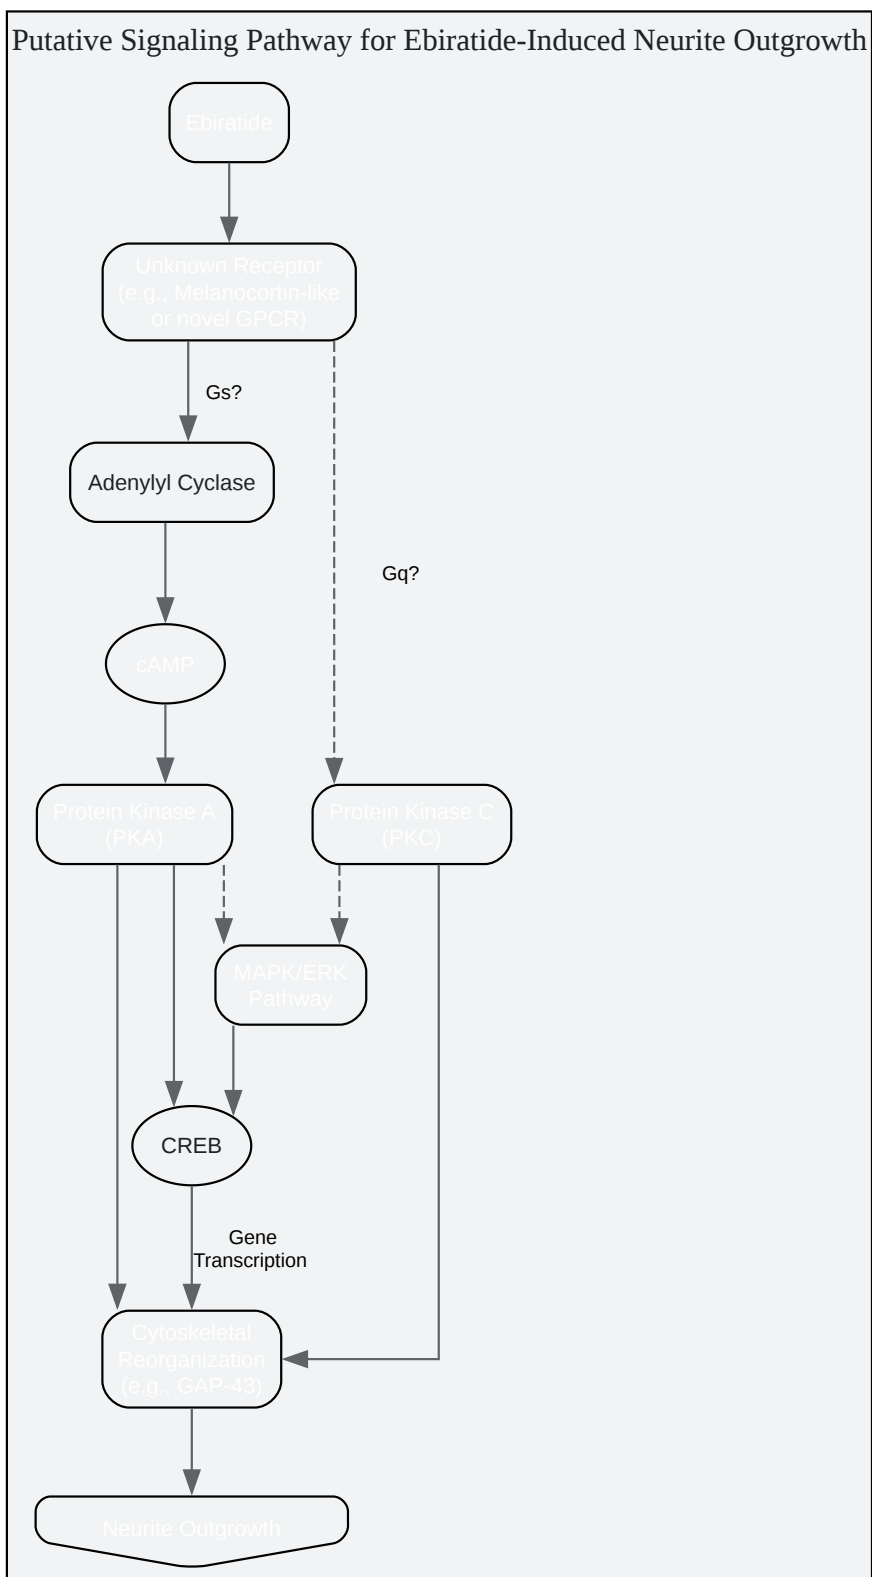 Putative Signaling Pathway for Ebiratide-Induced Neurite Outgrowth
Ebiratide
Unknown Receptor
(e.g., Melanocortin-like
or novel GPCR)
Gs?
Adenylyl Cyclase
Gq?
cAMP
Protein Kinase A
(PKA)
Protein Kinase C
(PKC)
MAPK/ERK
Pathway
CREB
Gene
Transcription
Cytoskeletal
Reorganization
(e.g., GAP-43)
Neurite Outgrowth